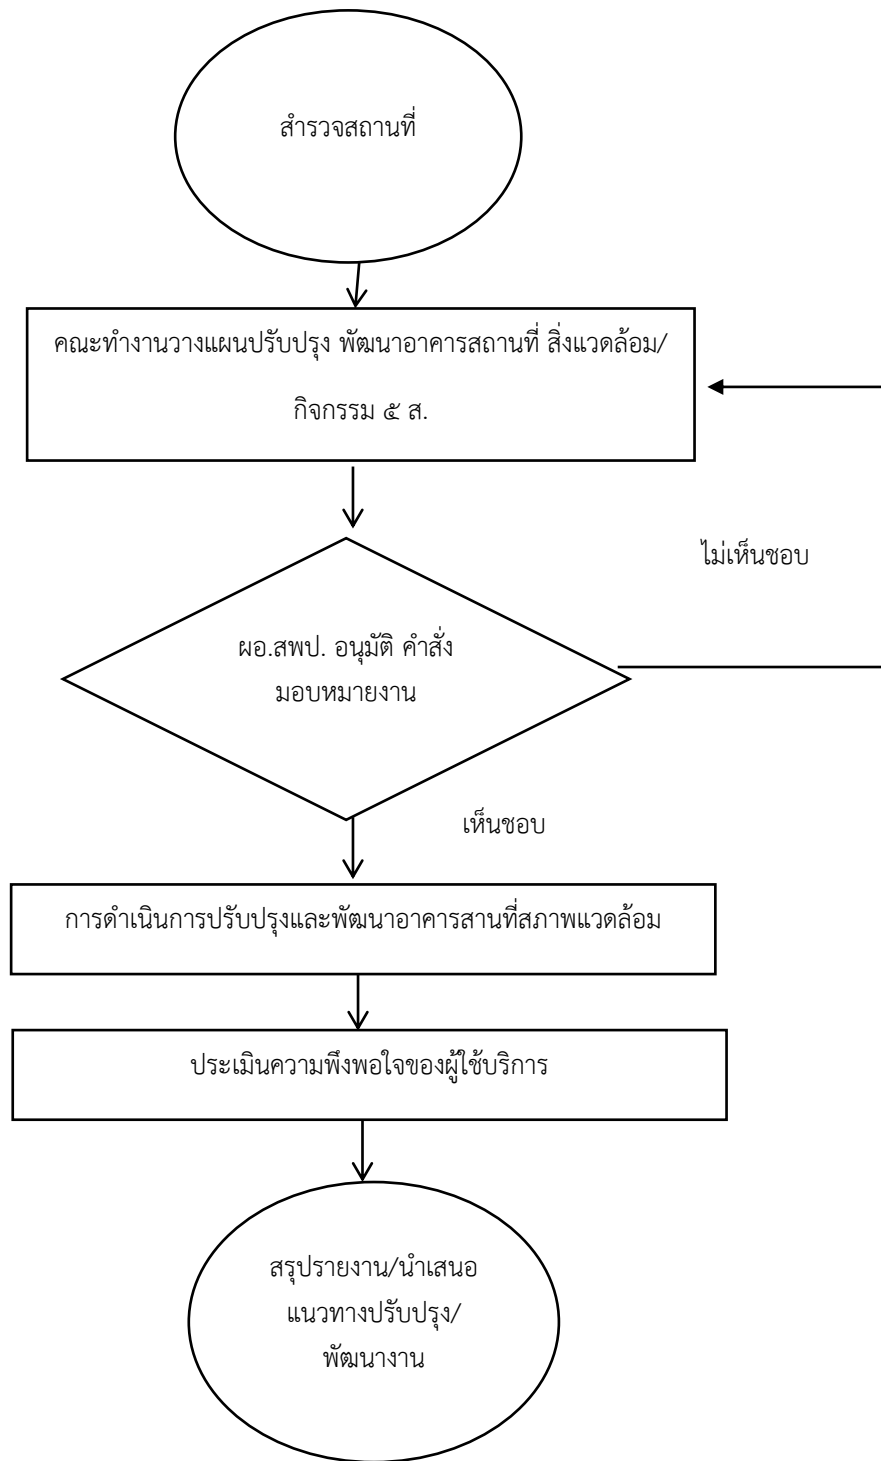 สำรวจสถานที่
คณะทำงานวางแผนปรับปรุง พัฒนาอาคารสถานที่ สิ่งแวดล้อม/
กิจกรรม ๕ ส.
ไม่เห็นชอบ
ผอ.สพป. อนุมัติ คำสั่ง
มอบหมายงาน
เห็นชอบ
การดำเนินการปรับปรุงและพัฒนาอาคารสานที่สภาพแวดล้อม
ประเมินความพึงพอใจของผู้ใช้บริการ
สรุปรายงาน/นำเสนอ
แนวทางปรับปรุง/
พัฒนางาน